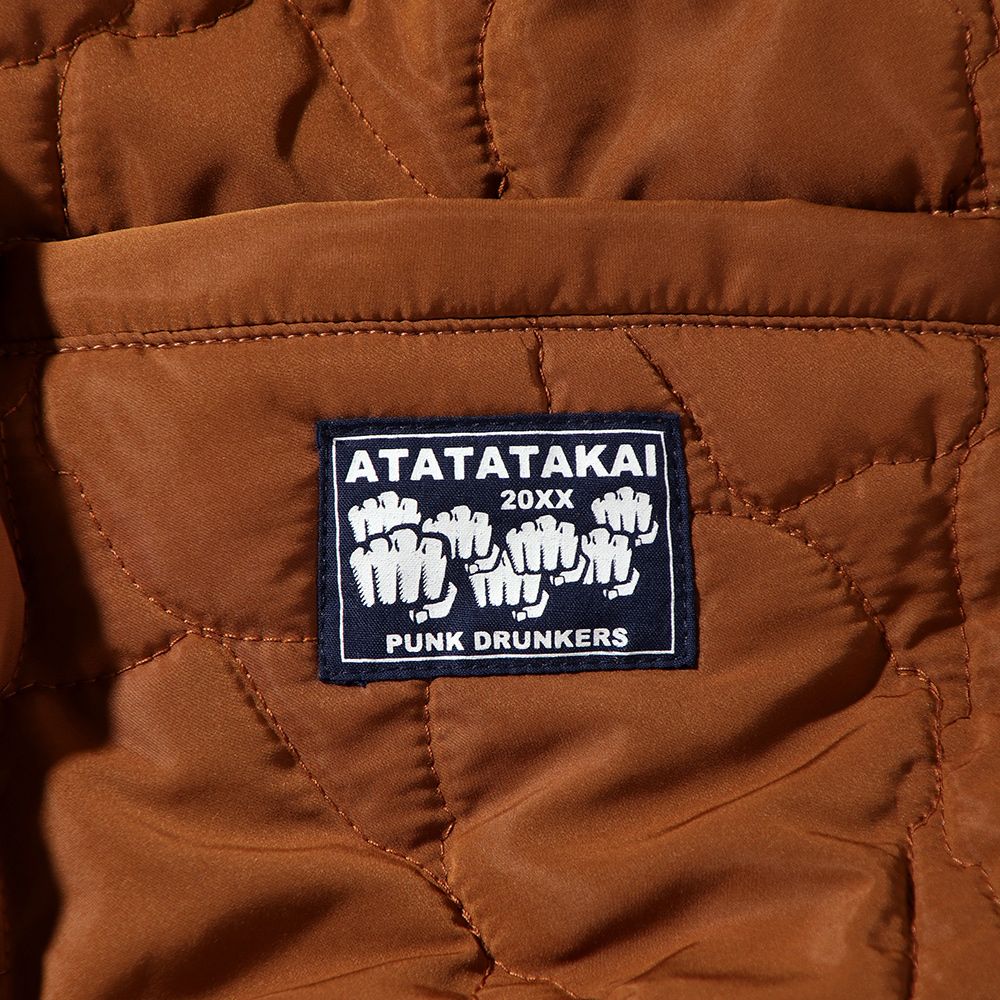 ATATATAKAI
20XX
PUNK DRUNKERS